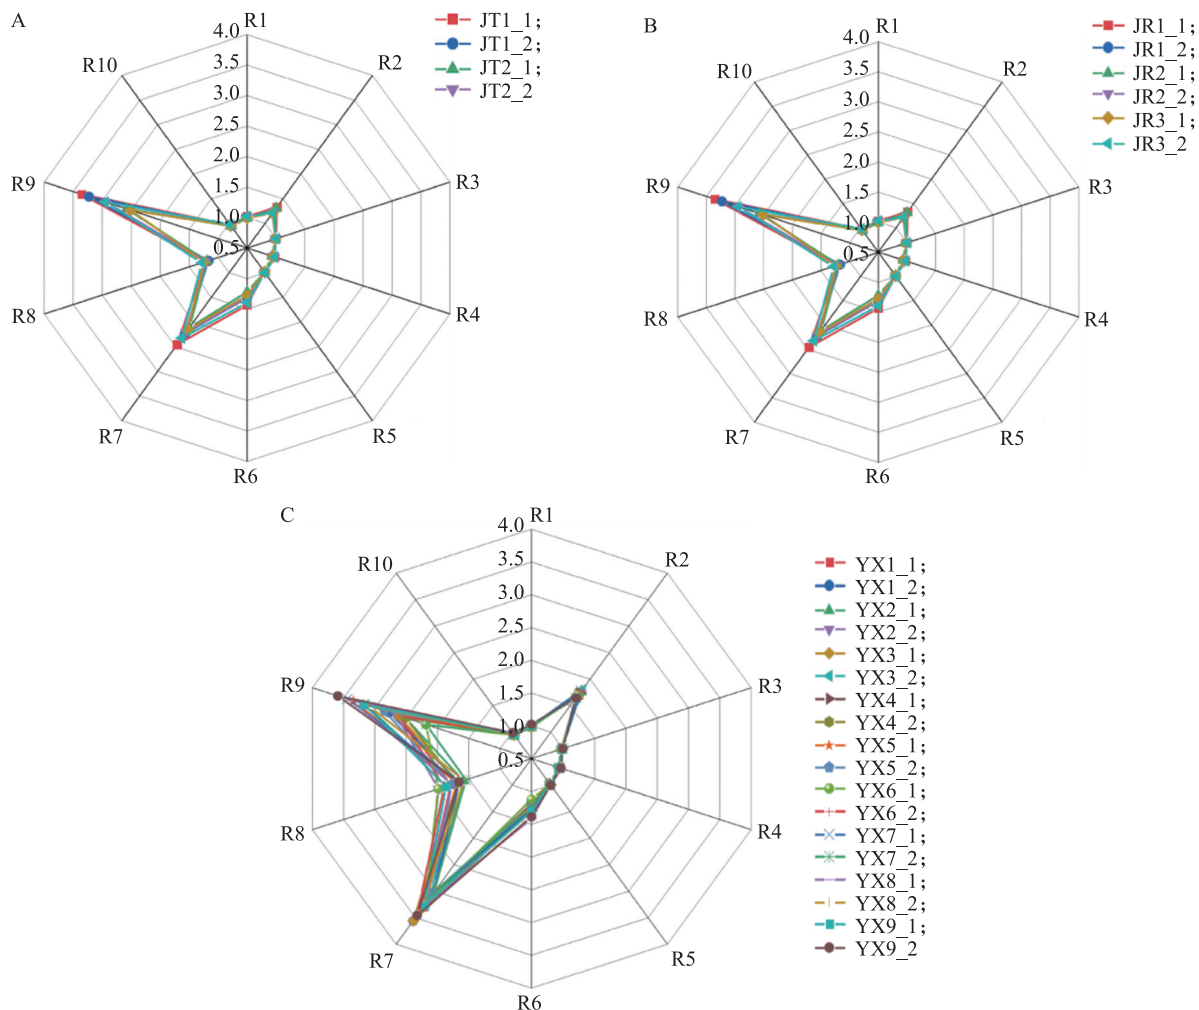 A
R1
R2
R3
R4
R5
R6
R7
R8
R9
R10
4.0
3.5
3.0
2.5
2.0
1.5
1.0
0.5
JT1_1;
JT1_2;
JT2_1;
JT2_2
B
R1
R2
R3
R4
R5
R6
R7
R8
R9
R10
4.0
3.5
3.0
2.5
2.0
1.5
1.0
0.5
JR1_1;
JR1_2;
JR2_1;
JR2_2;
JR3_1;
JR3_2
C
R1
R2
R3
R4
R5
R6
R7
R8
R9
R10
4.0
3.5
3.0
2.5
2.0
1.5
1.0
0.5
YX1_1;
YX1_2;
YX2_1;
YX2_2;
YX3_1;
YX3_2;
YX4_1;
YX4_2;
YX5_1;
YX5_2;
YX6_1;
YX6_2;
YX7_1;
YX7_2;
YX8_1;
YX8_2;
YX9_1;
YX9_2